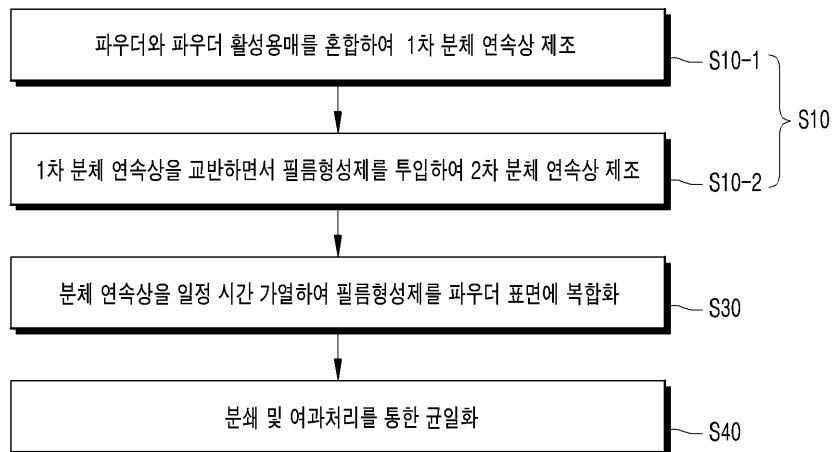 파우더와 파우더 활성용매를 혼합하여 1차 분체 연속상 제조
S10-1
S10
1차 분체 연속상을 교반하면서 필름형성제를 투입하여 2차 분체 연속상 제조
S10-2
분체 연속상을 일정 시간 가열하여 필름형성제를 파우더 표면에 복합화
S30
분쇄 및 여과처리를 통한 균일화
S40